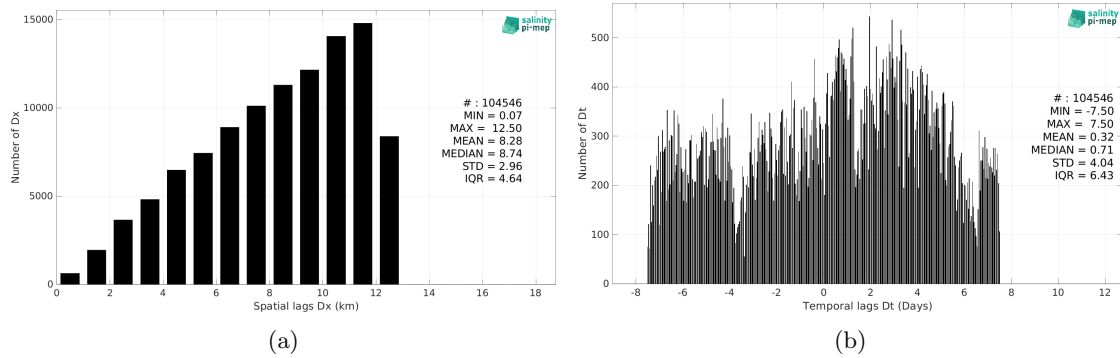 15000
10000
5000
0
Number of Dx
0 2 4 6 8 10 12 14 16 18
Spatial lags Dx (km)
salinity
pi-mep
# : 104546
MIN = 0.07
MAX = 12.50
MEAN = 8.28
MEDIAN = 8.74
STD = 2.96
IQR = 4.64
(a)
500
400
300
200
100
0
Number of Dt
-8 -6 -4 -2 0 2 4 6 8 10 12
Temporal lags Dt (Days)
salinity
pi-mep
# : 104546
MIN = -7.50
MAX = 7.50
MEAN = 0.32
MEDIAN = 0.71
STD = 4.04
IQR = 6.43
(b)